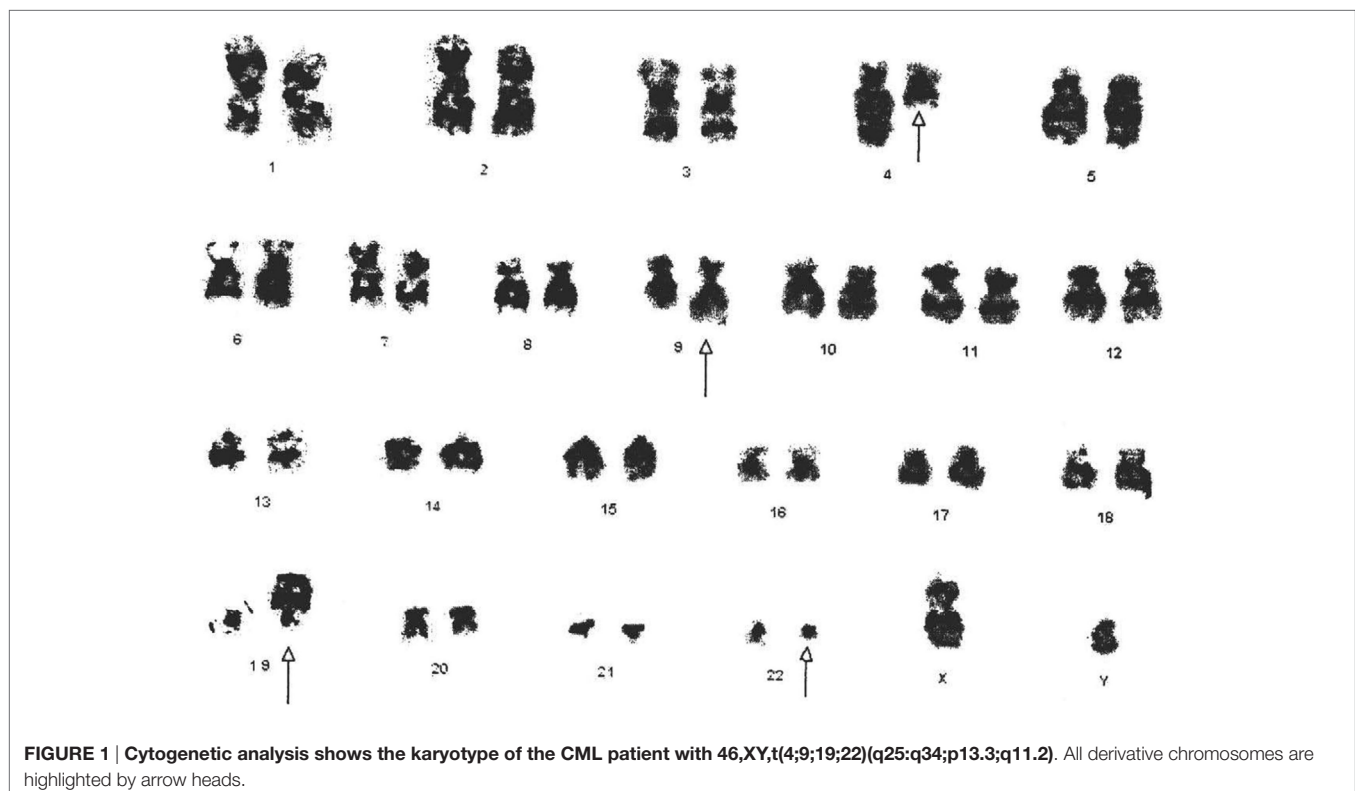 1 2 3 4 5
6 7 8 9 10 11 12
13 14 15 16 17 18
19 20 21 22 X Y
FIGURE 1 | Cytogenetic analysis shows the karyotype of the CML patient with 46,XY,t(4;9;19;22)(q25:q34;p13.3;q11.2). All derivative chromosomes are
highlighted by arrow heads.